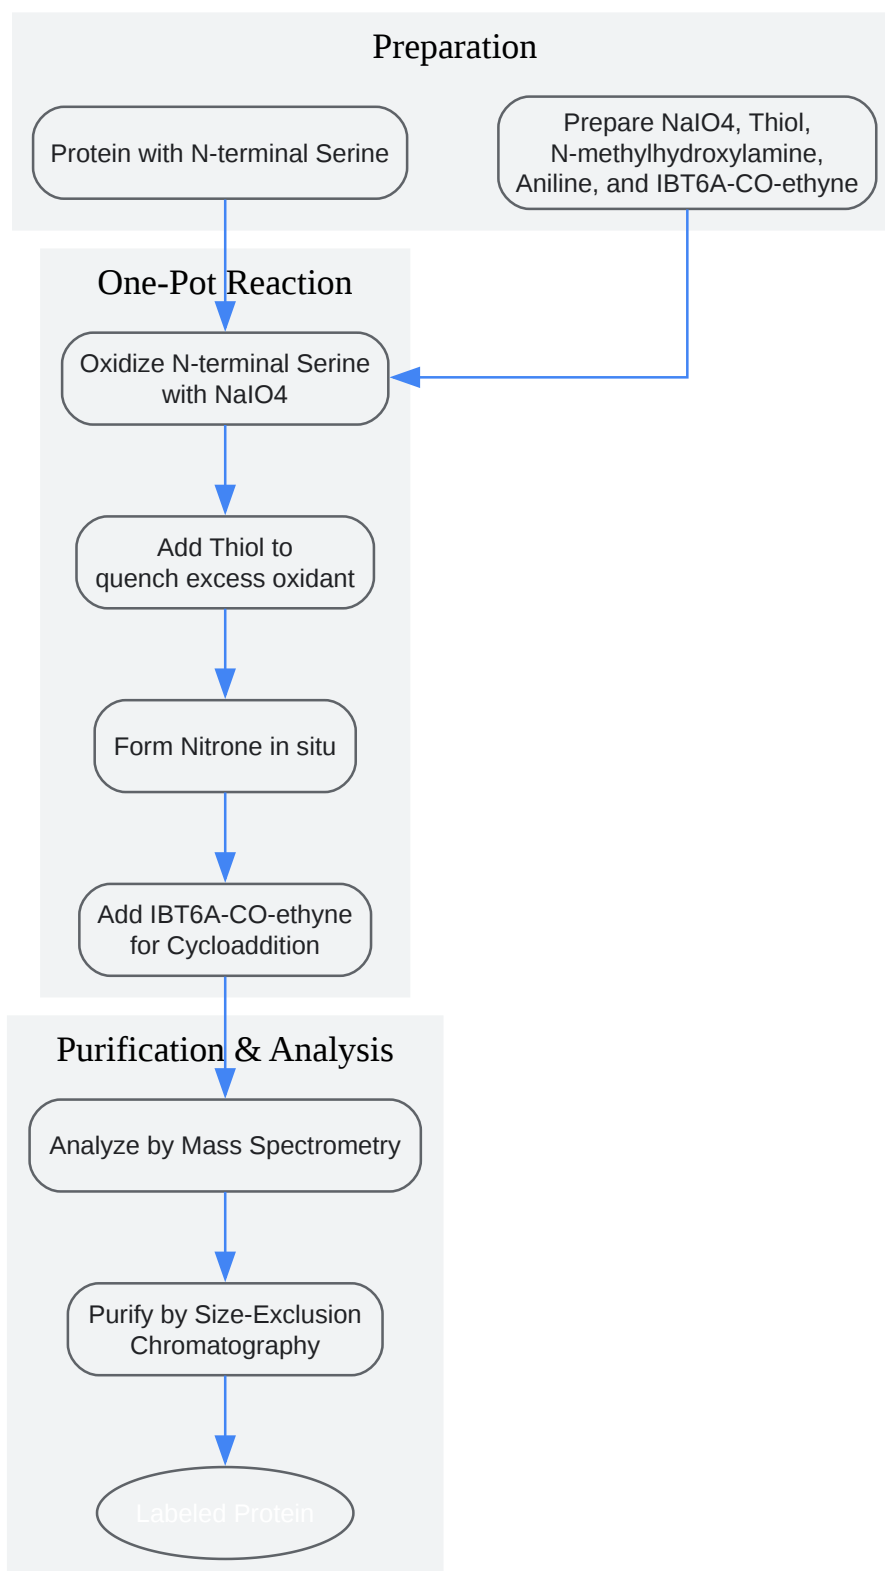 Preparation
Protein with N-terminal Serine
Prepare NaIO4, Thiol,
N-methylhydroxylamine,
Aniline, and IBT6A-CO-ethyne
One-Pot Reaction
Oxidize N-terminal Serine
with NaIO4
Add Thiol to
quench excess oxidant
Form Nitrone in situ
Add IBT6A-CO-ethyne
for Cycloaddition
Purification & Analysis
Analyze by Mass Spectrometry
Purify by Size-Exclusion
Chromatography
Labeled Protein